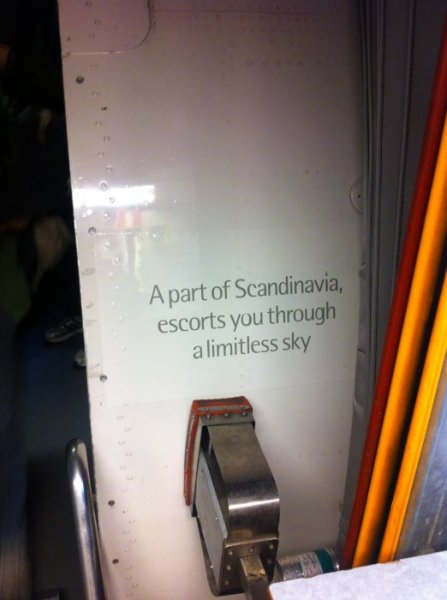 A part of Scandinavia,
escorts you through
a limitless sky